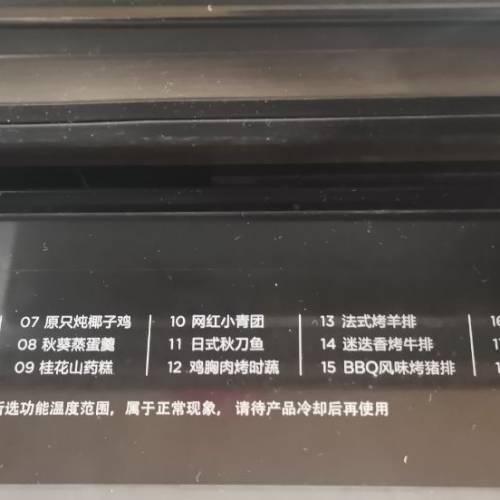 07 原只炖椰子鸡
08 秋葵蒸蛋羹
09 桂花山药糕
10 网红小青团
11 日式秋刀鱼
12 鸡胸肉烤时蔬
13 法式烤羊排
14 迷迭香烤牛排
15 BBQ风味烤猪排
选功能温度范围，属于正常现象，请待产品冷却后再使用